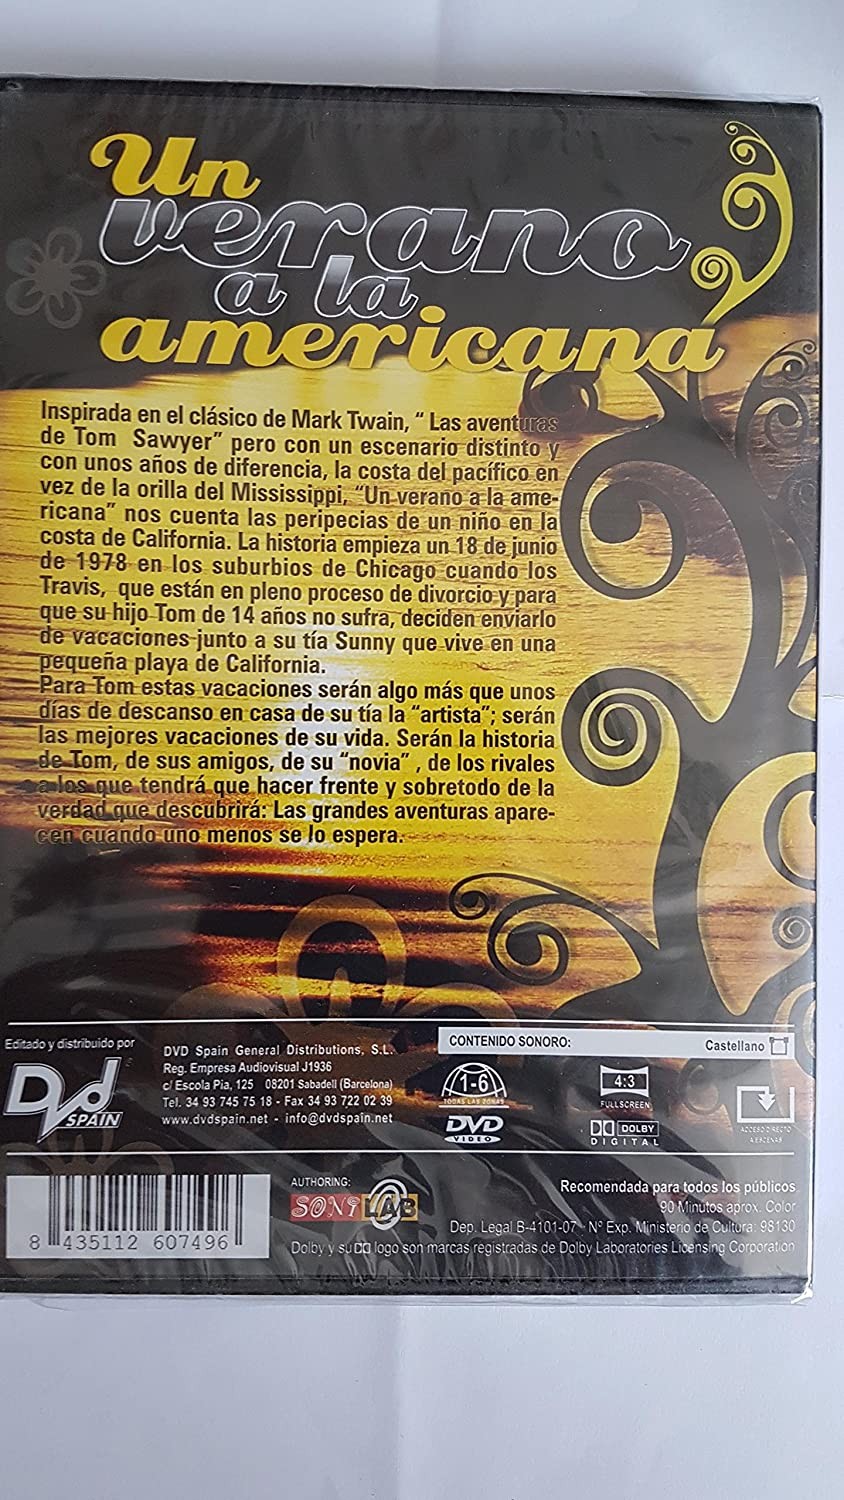 Un
verano
a la
americana
Inspirada en el clásico de Mark Twain, “ Las aventuras
de Tom Sawyer” pero con un escenario distinto y
con unos años de diferencia, la costa del pacífico en
vez de la orilla del Mississippi, “Un verano a la ame-
ricana” nos cuenta las peripecias de un niño en la
costa de California. La historia empieza un 18 de junio
de 1978 en los suburbios de Chicago cuando los
Travis, que están en pleno proceso de divorcio y para
que su hijo Tom de 14 años no sufra, deciden enviarlo
de vacaciones junto a su tía Sunny que vive en una
pequeña playa de California.
Para Tom estas vacaciones serán algo más que unos
días de descanso en casa de su tía la “artista”; serán
las mejores vacaciones de su vida. Serán la historia
de Tom, de sus amigos, de su “novia” , de los rivales
a los que tendrá que hacer frente y sobretodo de la
verdad que descubrirá: Las grandes aventuras apare-
cen cuando uno menos se lo espera.
Editado y distribuido por
DVD SPAIN
DVD Spain General Distributions, S.L.
Reg. Empresa Audiovisual J1936
c/ Escola Pia, 125 08201 Sabadell (Barcelona)
Tel. 34 93 745 75 18 - Fax 34 93 722 02 39
www.dvdspain.net - info@dvdspain.net
CONTENIDO SONORO:
Castellano
1-6
TODAS LAS ZONAS
DVD
VIDEO
4:3
FULLSCREEN
DOLBY
DIGITAL
ACCESO DIRECTO
A ESCENAS
8 435112 607496
AUTHORING:
SONILAB
Recomendada para todos los públicos
90 Minutos aprox. Color
Dep. Legal B-4101-07 - Nº Exp. Ministerio de Cultura: 98130
Dolby y su logo son marcas registradas de Dolby Laboratories Licensing Corporation